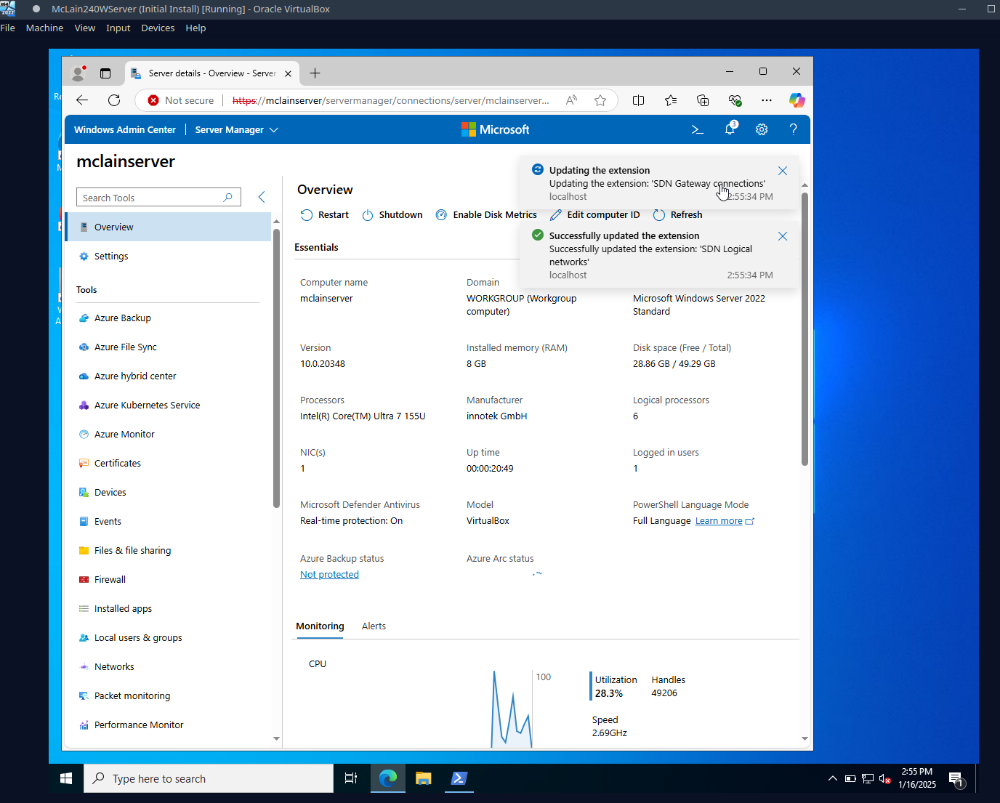 McLain240WServer (Initial Install) [Running] - Oracle VirtualBox
File Machine View Input Devices Help
Server details - Overview - Server
Not secure https://mclainserver/servermanager/connections/server/mclainserver...
Windows Admin Center Server Manager Microsoft 3 ?
mclainserver
Search Tools
Overview
Settings
Tools
Azure Backup
Azure File Sync
Azure hybrid center
Azure Kubernetes Service
Azure Monitor
Certificates
Devices
Events
Files & file sharing
Firewall
Installed apps
Local users & groups
Networks
Packet monitoring
Performance Monitor
Overview
Restart Shutdown Enable Disk Metrics Edit computer ID Refresh
Updating the extension
Updating the extension: 'SDN Gateway connections'
localhost 2:55:34 PM
Successfully updated the extension
Successfully updated the extension: 'SDN Logical
networks'
localhost 2:55:34 PM
Essentials
Computer name
mclainserver
Domain
WORKGROUP (Workgroup
computer)
Microsoft Windows Server 2022
Standard
Version
10.0.20348
Installed memory (RAM)
8 GB
Disk space (Free / Total)
28.86 GB / 49.29 GB
Processors
Intel(R) Core(TM) Ultra 7 155U
Manufacturer
innotek GmbH
Logical processors
6
NIC(s)
1
Up time
00:00:20:49
Logged in users
1
Microsoft Defender Antivirus
Real-time protection: On
Model
VirtualBox
PowerShell Language Mode
Full Language Learn more
Azure Backup status
Not protected
Azure Arc status
Monitoring Alerts
CPU
100
Utilization
28.3%
Handles
49206
Speed
2.69GHz
Type here to search
2:55 PM
1/16/2025
1